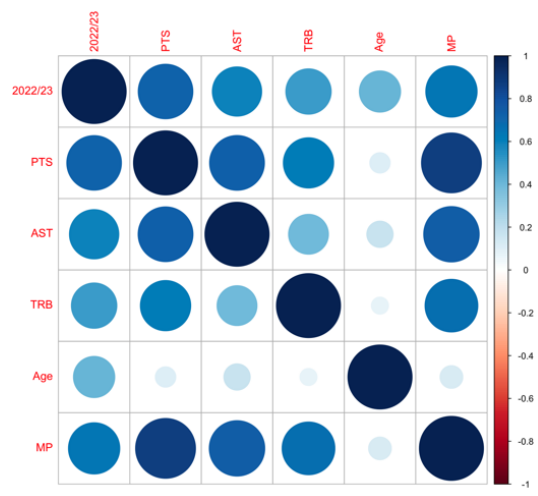 2022/23
PTS
AST
TRB
Age
MP
2022/23
PTS
AST
TRB
Age
MP
1
0.8
0.6
0.4
0.2
0
-0.2
-0.4
-0.6
-0.8
-1